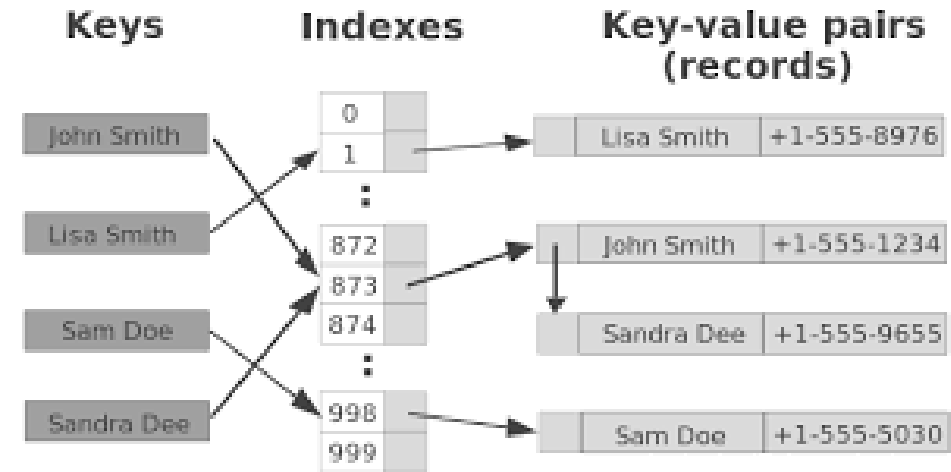 Keys
Indexes
Key-value pairs
(records)
John Smith
Lisa Smith
Sam Doe
Sandra Dee
0
1
:
872
873
874
:
998
999
Lisa Smith +1-555-8976
John Smith +1-555-1234
Sandra Dee +1-555-9655
Sam Doe +1-555-5030